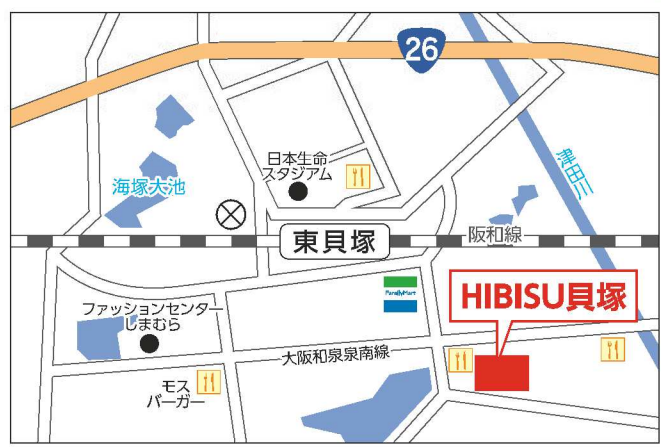 26
日本生命
スタジアム
海塚大池
津田川
東貝塚
阪和線
FamilyMart
HIBISU貝塚
ファッションセンター
しまむら
大阪和泉泉南線
モス
バーガー